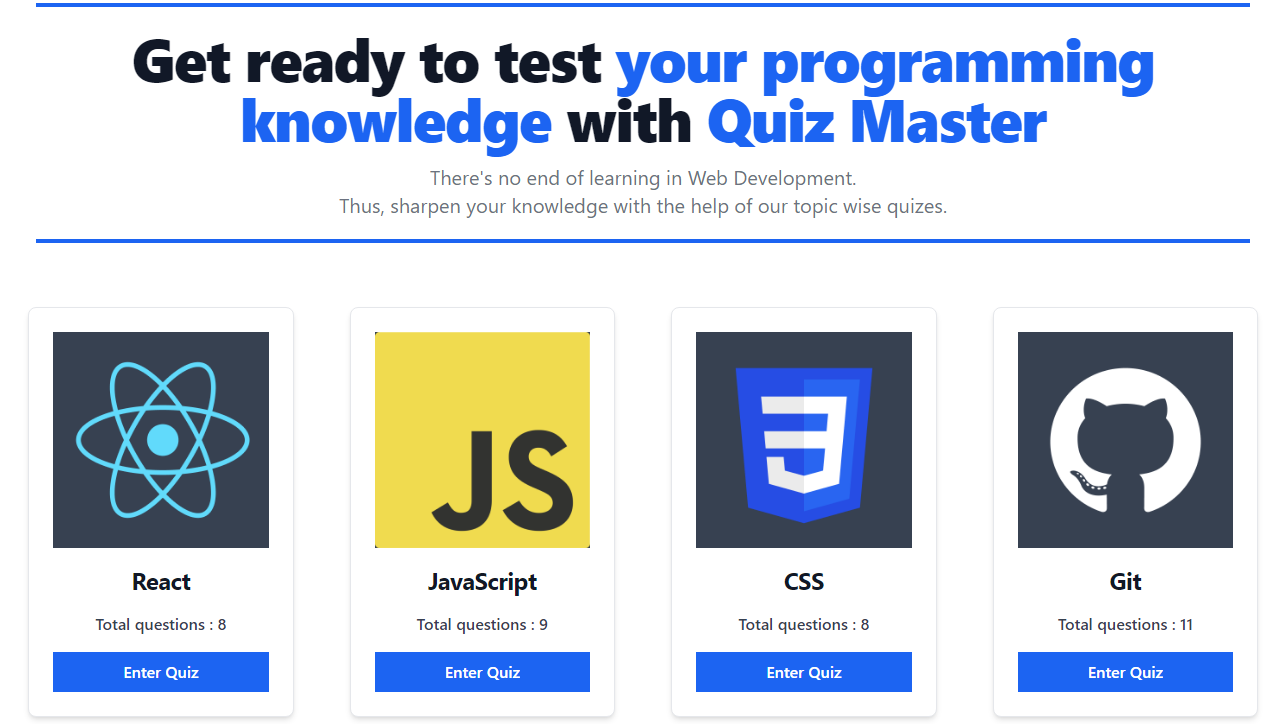 Get ready to test your programming
knowledge with Quiz Master
There's no end of learning in Web Development.
Thus, sharpen your knowledge with the help of our topic wise quizes.
JS
React
Total questions : 8
Enter Quiz
JavaScript
Total questions : 9
Enter Quiz
CSS
Total questions : 8
Enter Quiz
Git
Total questions : 11
Enter Quiz